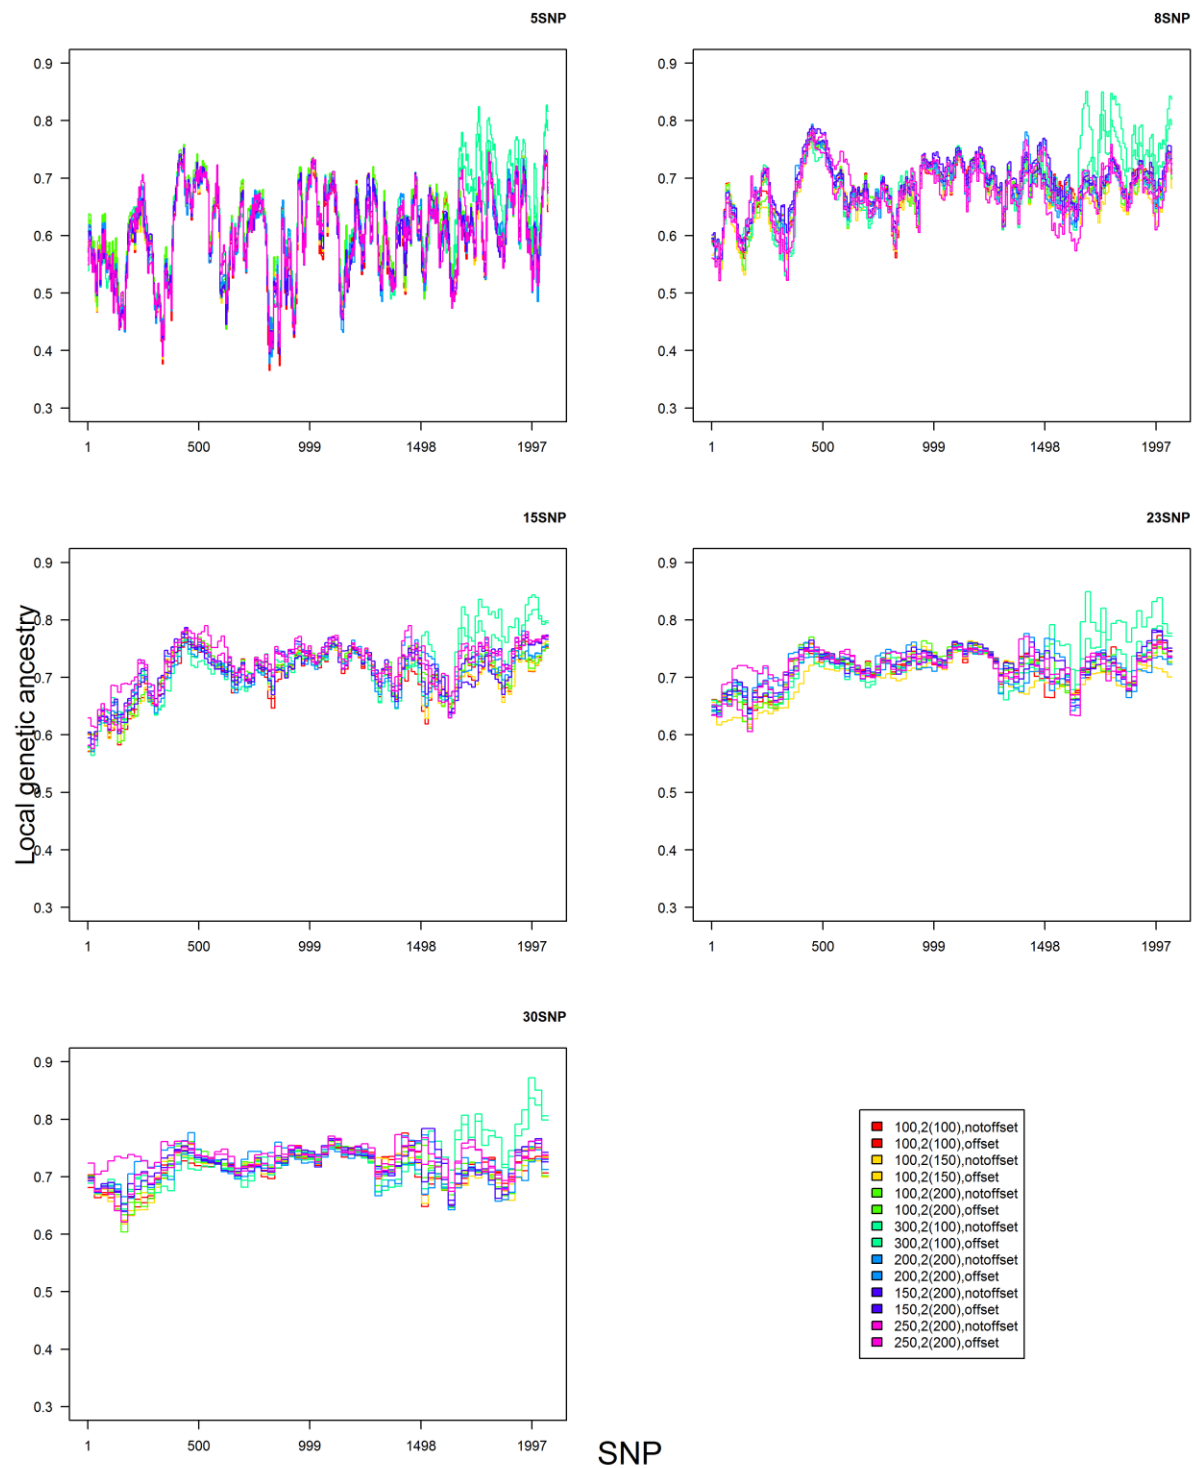 5SNP
0.9
0.8
0.7
0.6
0.5
0.4
0.3
1 500 999 1498 1997
8SNP
0.9
0.8
0.7
0.6
0.5
0.4
0.3
1 500 999 1498 1997
15SNP
0.9
0.8
0.7
0.6
0.5
0.4
0.3
1 500 999 1498 1997
Local genetic ancestry
23SNP
0.9
0.8
0.7
0.6
0.5
0.4
0.3
1 500 999 1498 1997
30SNP
0.9
0.8
0.7
0.6
0.5
0.4
0.3
1 500 999 1498 1997
100,2(100),notoffset
100,2(100),offset
100,2(150),notoffset
100,2(150),offset
100,2(200),notoffset
100,2(200),offset
300,2(100),notoffset
300,2(100),offset
200,2(200),notoffset
200,2(200),offset
150,2(200),notoffset
150,2(200),offset
250,2(200),notoffset
250,2(200),offset
SNP